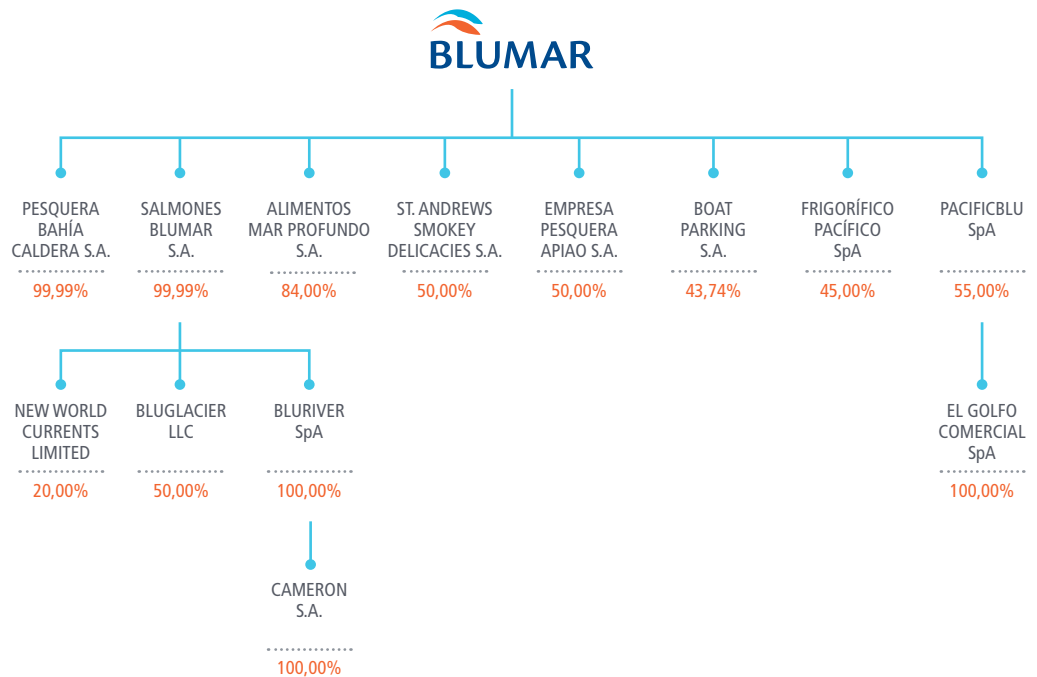 BLUMAR
PESQUERA
BAHÍA
CALDERA S.A.
99,99%
SALMONES
BLUMAR
S.A.
99,99%
ALIMENTOS
MAR PROFUNDO
S.A.
84,00%
ST. ANDREWS
SMOKEY
DELICACIES S.A.
50,00%
EMPRESA
PESQUERA
APIAO S.A.
50,00%
BOAT
PARKING
S.A.
43,74%
FRIGORÍFICO
PACÍFICO
SpA
45,00%
PACIFICBLU
SpA
55,00%
NEW WORLD
CURRENTS
LIMITED
20,00%
BLUGLACIER
LLC
50,00%
BLURIVER
SpA
100,00%
EL GOLFO
COMERCIAL
SpA
100,00%
CAMERON
S.A.
100,00%